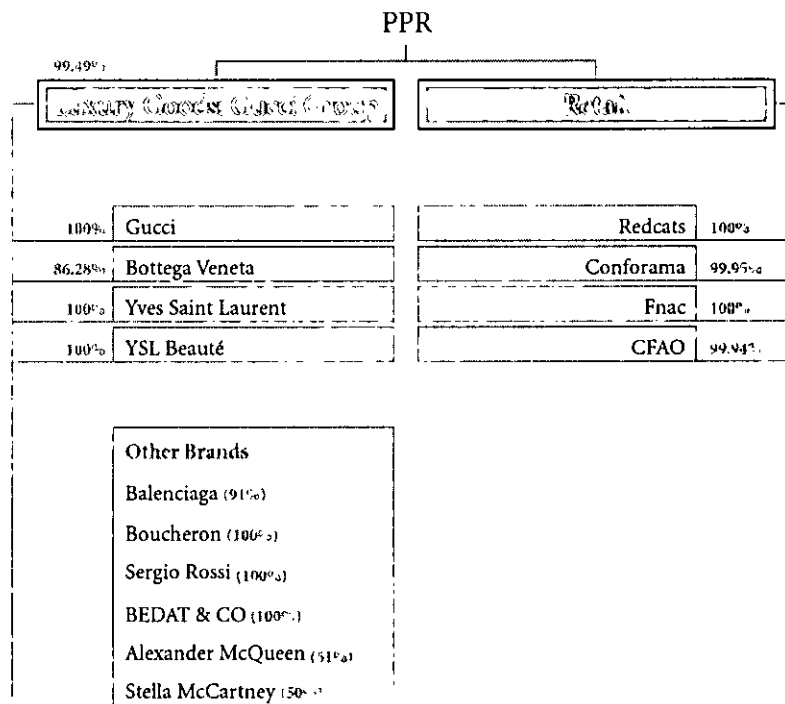 PPR
99.49%
Luxury Goods: Gucci Group
Retail
100% Gucci
86.28% Bottega Veneta
100% Yves Saint Laurent
100% YSL Beauté
Redcats 100%
Conforama 99.95%
Fnac 100%
CFAO 99.94%
Other Brands
Balenciaga (91%)
Boucheron (100%)
Sergio Rossi (100%)
BEDAT & CO (100%)
Alexander McQueen (51%)
Stella McCartney (50%)